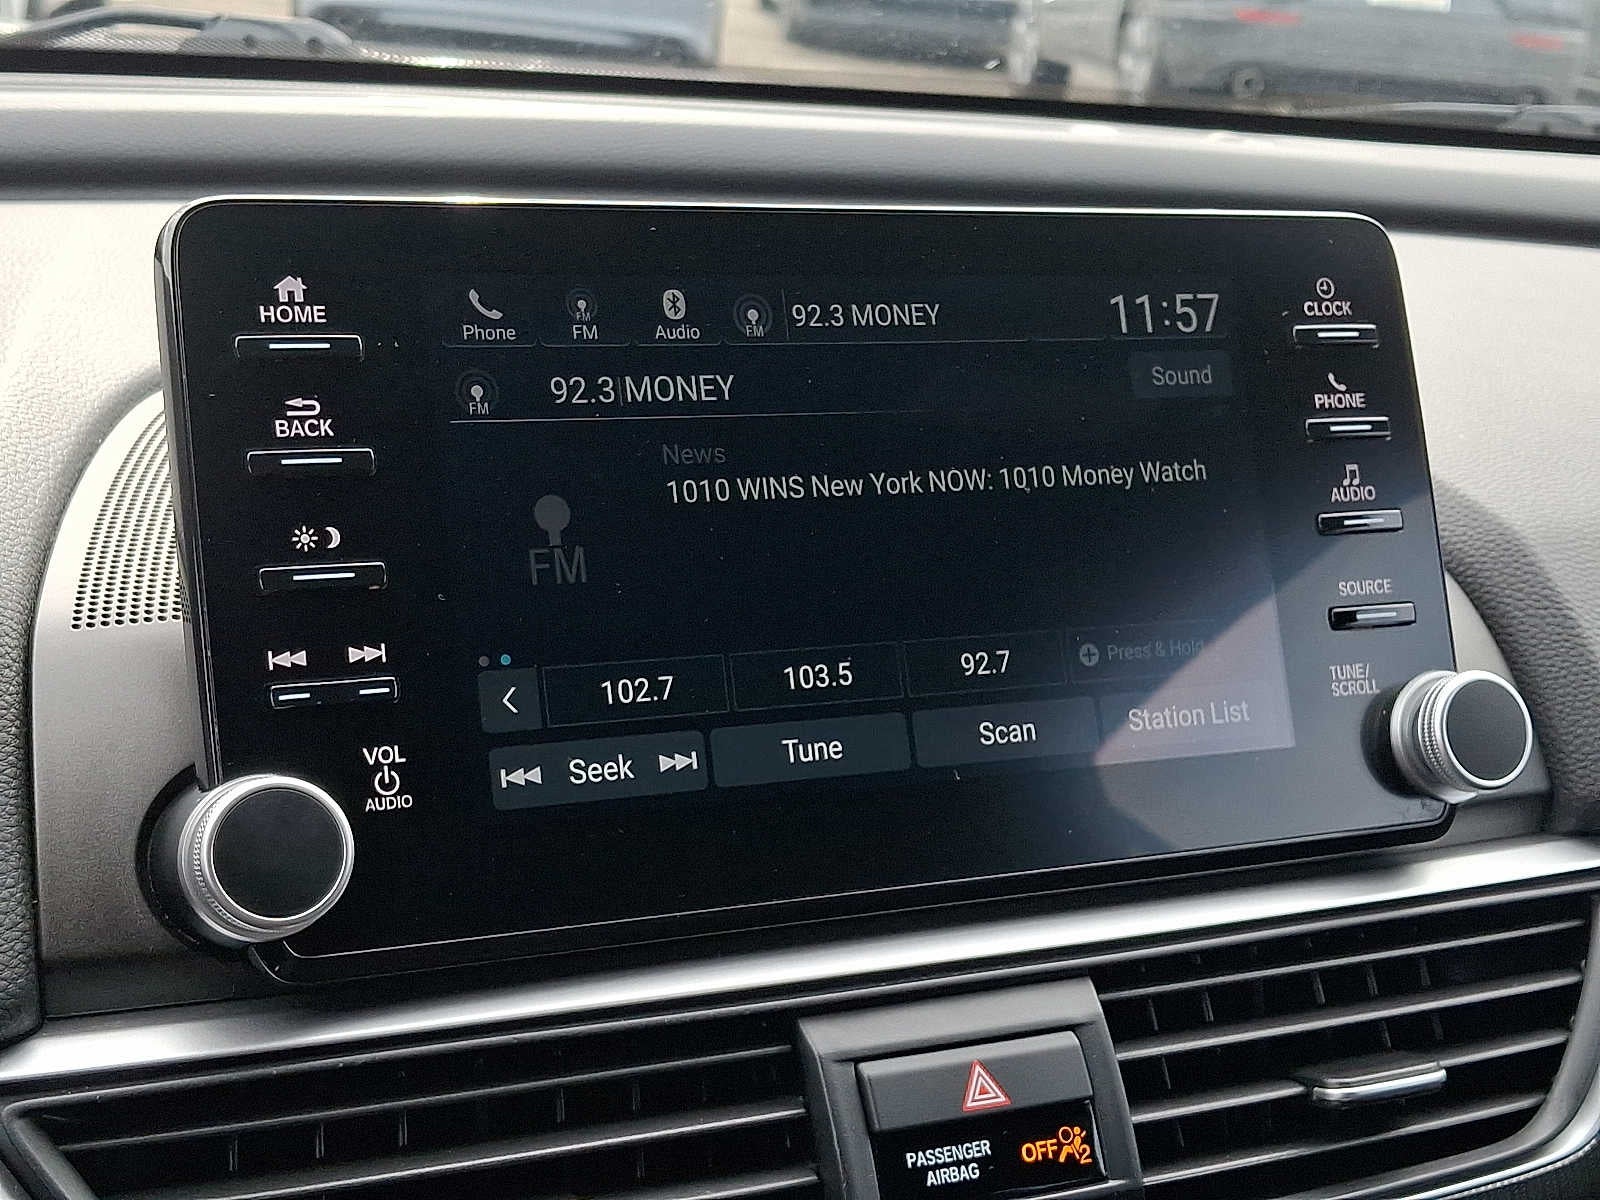 HOME
Phone
FM
FM
Audio
FM
92.3 MONEY
11:57
CLOCK
FM
92.3 MONEY
Sound
BACK
PHONE
News
1010 WINS New York NOW: 1010 Money Watch
FM
AUDIO
SOURCE
102.7
103.5
92.7
Press & Hold
TUNE/
SCROLL
Seek
Tune
Scan
Station List
VOL
AUDIO
PASSENGER
AIRBAG
OFF
2